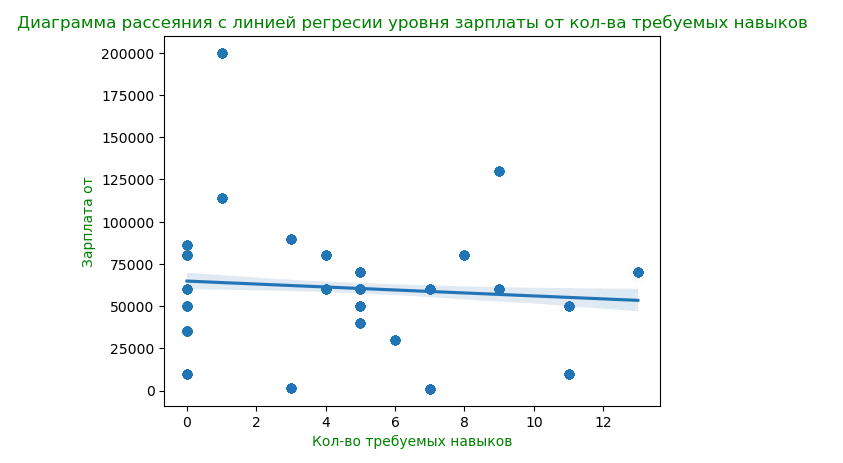 Диаграмма рассеяния с линией регресии уровня зарплаты от кол-ва требуемых навыков
200000
175000
150000
125000
100000
75000
50000
25000
0
Зарплата от
0 2 4 6 8 10 12
Кол-во требуемых навыков